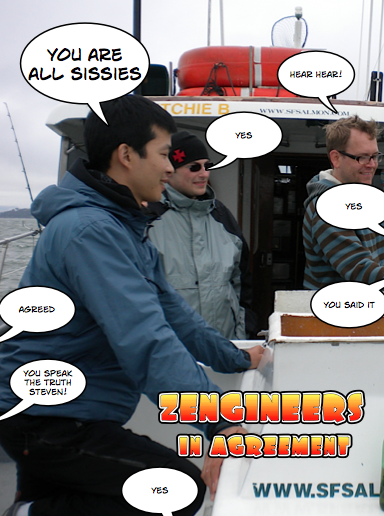 YOU ARE
ALL SISSIES
HEAR HEAR!
TCHIE B
WWW.SFSALMON.COM
YES
YES
AGREED
YOU SAID IT
YOU SPEAK
THE TRUTH
STEVEN!
ZENGINEERS
IN AGREEMENT
YES
WWW.SFSAL